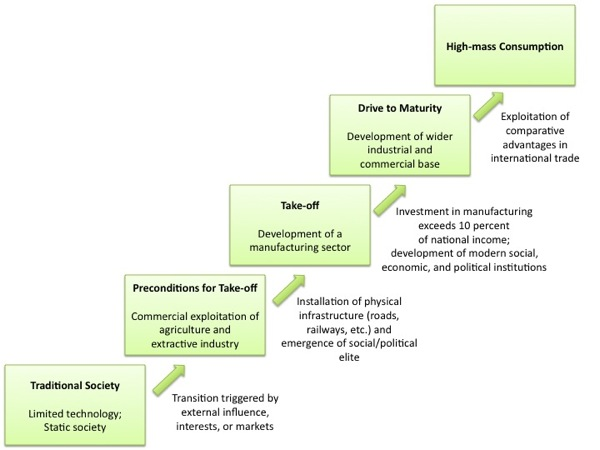 High-mass Consumption
Drive to Maturity
Development of wider
industrial and
commercial base
Exploitation of
comparative
advantages in
international trade
Take-off
Development of a
manufacturing sector
Investment in manufacturing
exceeds 10 percent
of national income;
development of modern social,
economic, and political institutions
Preconditions for Take-off
Commercial exploitation of
agriculture and
extractive industry
Installation of physical
infrastructure (roads,
railways, etc.) and
emergence of social/political
elite
Traditional Society
Limited technology;
Static society
Transition triggered by
external influence,
interests, or markets